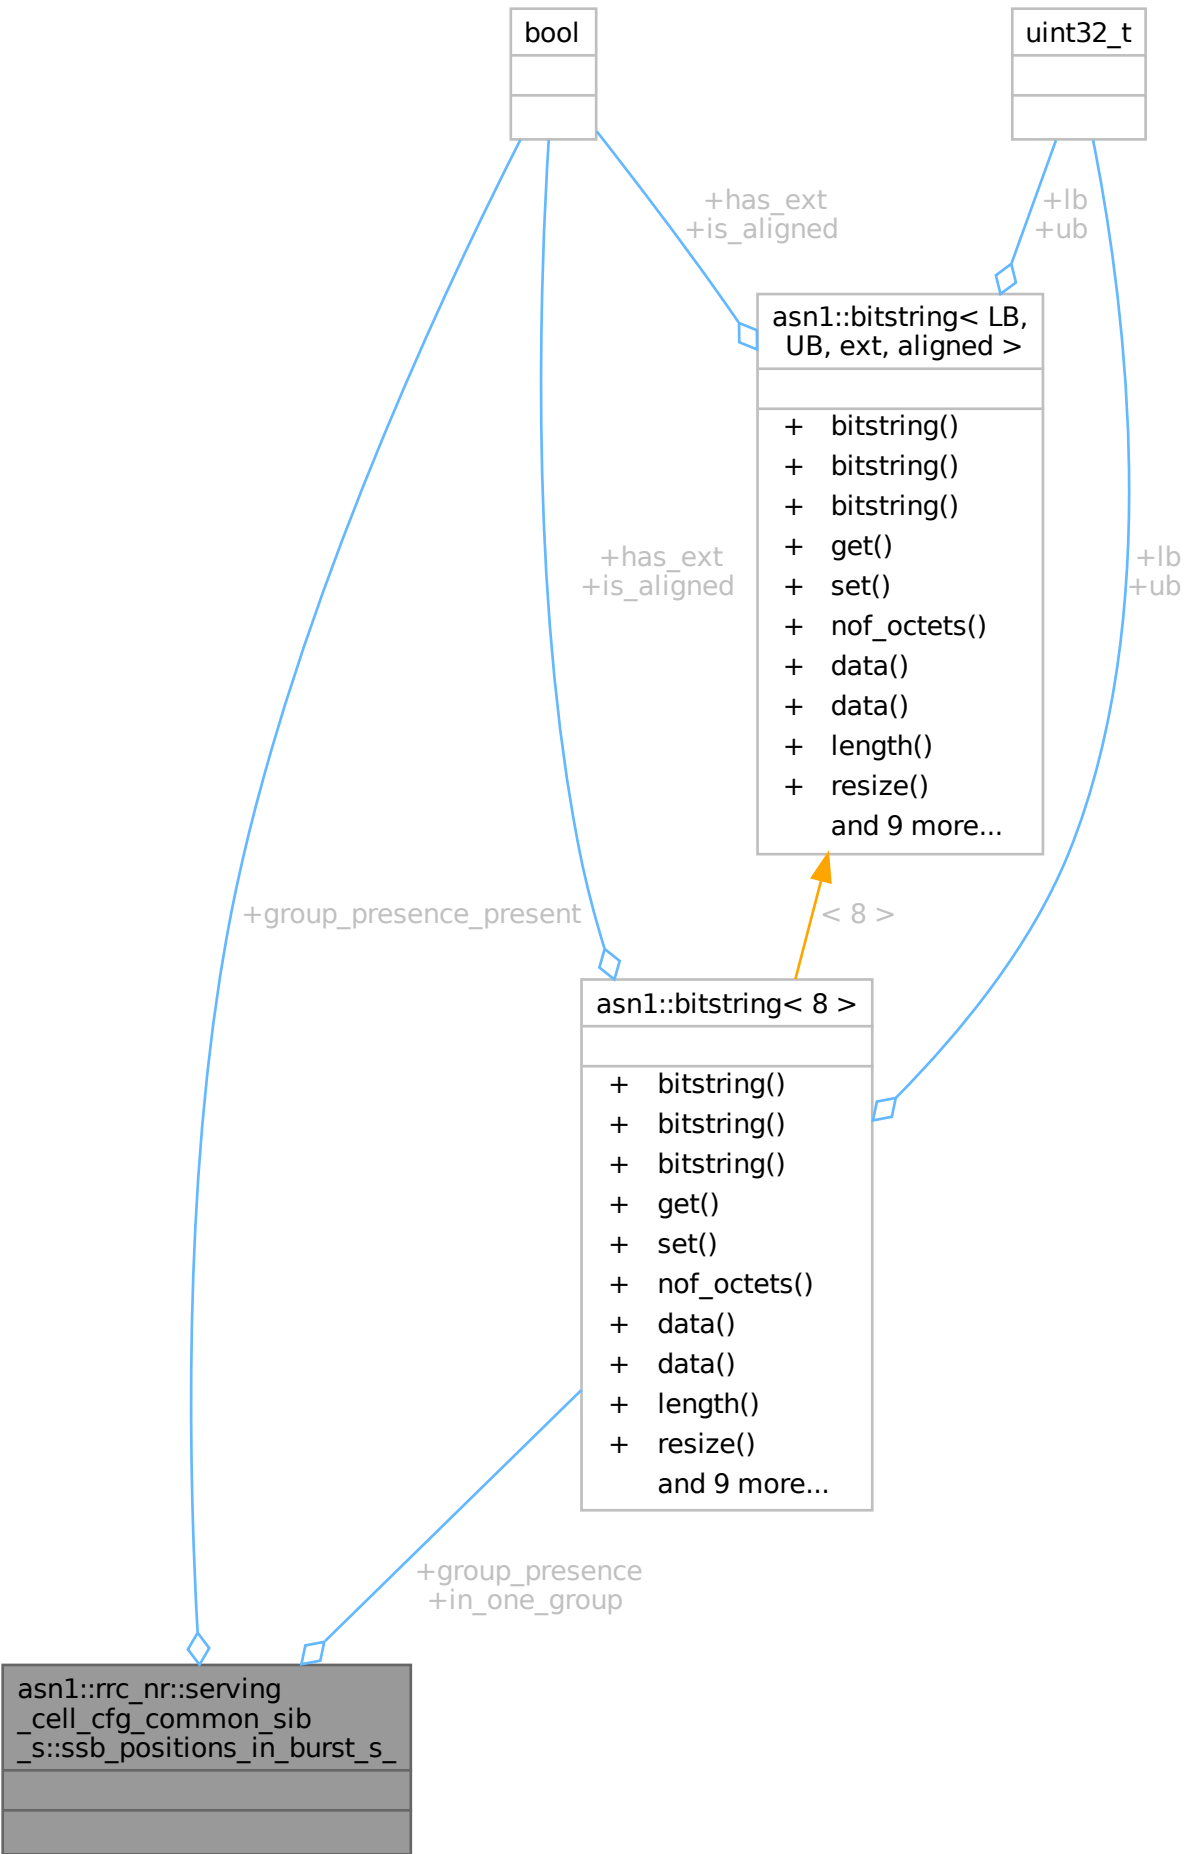 bool
uint32_t
+has_ext
+is_aligned
+lb
+ub
asn1::bitstring< LB,
UB, ext, aligned >
+ bitstring()
+ bitstring()
+ bitstring()
+ get()
+ set()
+ nof_octets()
+ data()
+ data()
+ length()
+ resize()
and 9 more...
+has_ext
+is_aligned
+lb
+ub
+group_presence_present
< 8 >
asn1::bitstring< 8 >
+ bitstring()
+ bitstring()
+ bitstring()
+ get()
+ set()
+ nof_octets()
+ data()
+ data()
+ length()
+ resize()
and 9 more...
+group_presence
+in_one_group
asn1::rrc_nr::serving
_cell_cfg_common_sib
_s::ssb_positions_in_burst_s_